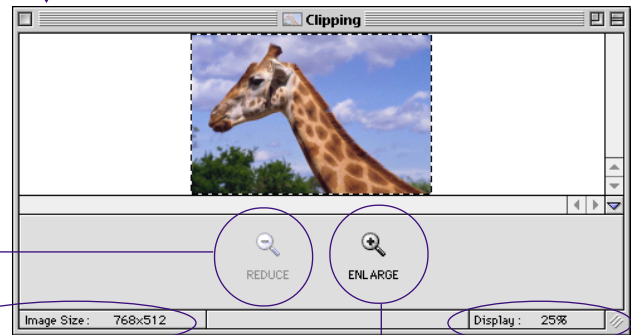 Clipping
REDUCE
ENLARGE
Image Size: 768x512
Display: 25%